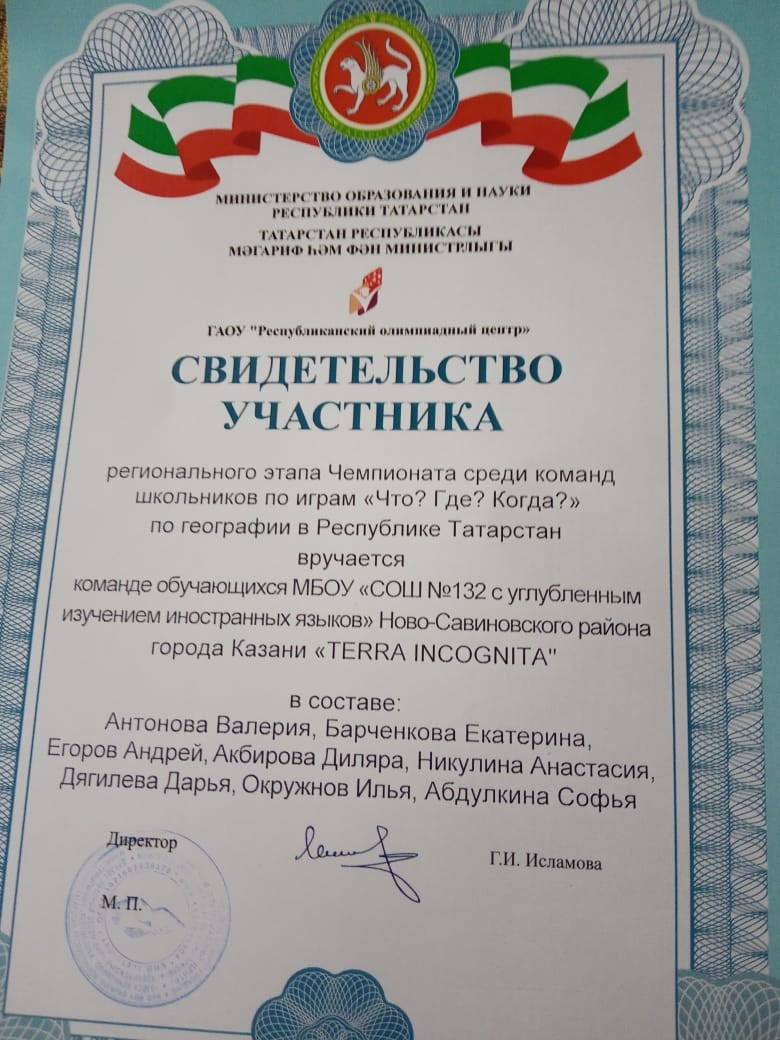 МИНИСТЕРСТВО ОБРАЗОВАНИЯ И НАУКИ
РЕСПУБЛИКИ ТАТАРСТАН
ТАТАРСТАН РЕСПУБЛИКАСЫ
МӘГАРИФ ҺӘМ ФӘН МИНИСТРЛЫГЫ
ГАОУ "Республиканский олимпиадный центр»
СВИДЕТЕЛЬСТВО
УЧАСТНИКА
регионального этапа Чемпионата среди команд
школьников по играм «Что? Где? Когда?»
по географии в Республике Татарстан
вручается
команде обучающихся МБОУ «СОШ №132 с углубленным
изучением иностранных языков» Ново-Савиновского района
города Казани «TERRA INCOGNITA"
в составе:
Антонова Валерия, Барченкова Екатерина,
Егоров Андрей, Акбирова Диляра, Никулина Анастасия,
Дягилева Дарья, Окружнов Илья, Абдулкина Софья
Директор
Г.И. Исламова
М. П.